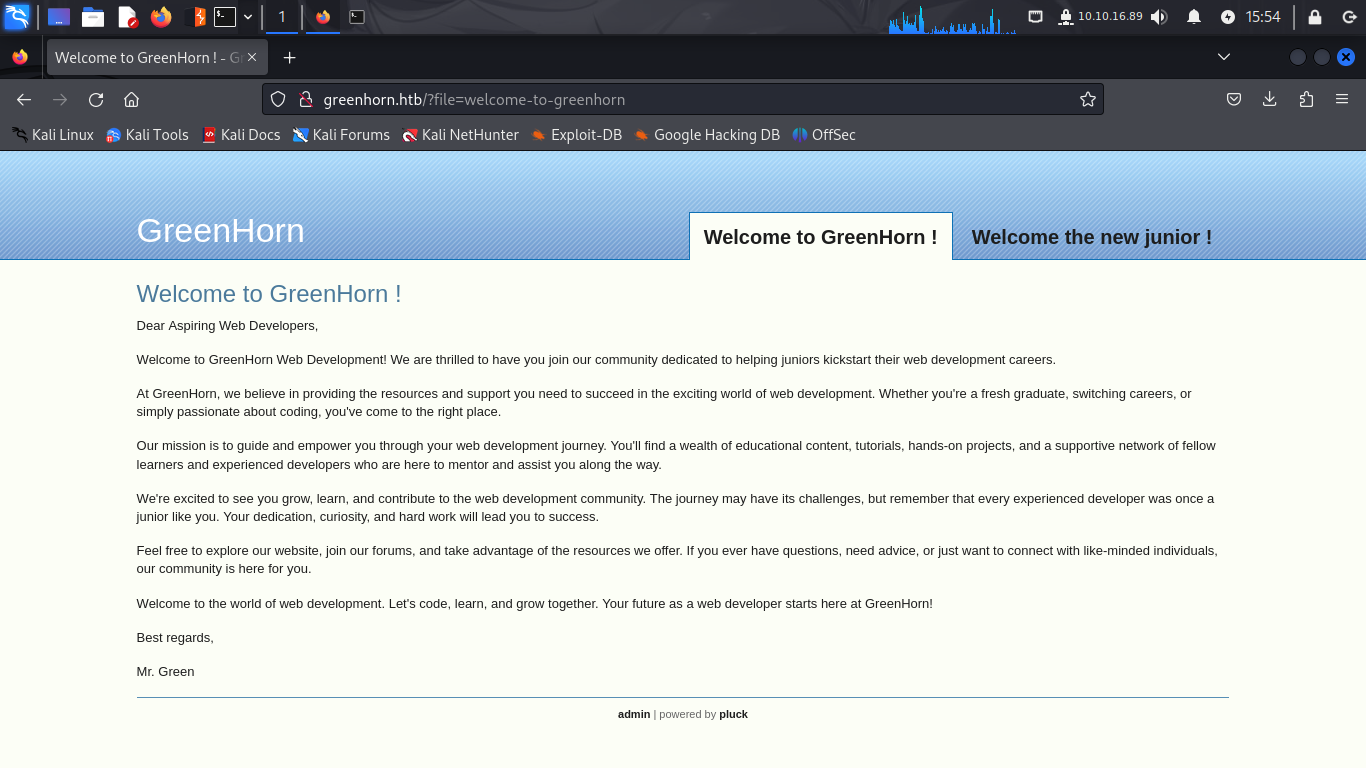 1
10.10.16.89
15:54
Welcome to GreenHorn ! - G
greenhorn.htb/?file=welcome-to-greenhorn
Kali Linux Kali Tools Kali Docs Kali Forums Kali NetHunter Exploit-DB Google Hacking DB OffSec
GreenHorn
Welcome to GreenHorn ! Welcome the new junior !
Welcome to GreenHorn !
Dear Aspiring Web Developers,
Welcome to GreenHorn Web Development! We are thrilled to have you join our community dedicated to helping juniors kickstart their web development careers.
At GreenHorn, we believe in providing the resources and support you need to succeed in the exciting world of web development. Whether you're a fresh graduate, switching careers, or
simply passionate about coding, you've come to the right place.
Our mission is to guide and empower you through your web development journey. You'll find a wealth of educational content, tutorials, hands-on projects, and a supportive network of fellow
learners and experienced developers who are here to mentor and assist you along the way.
We're excited to see you grow, learn, and contribute to the web development community. The journey may have its challenges, but remember that every experienced developer was once a
junior like you. Your dedication, curiosity, and hard work will lead you to success.
Feel free to explore our website, join our forums, and take advantage of the resources we offer. If you ever have questions, need advice, or just want to connect with like-minded individuals,
our community is here for you.
Welcome to the world of web development. Let's code, learn, and grow together. Your future as a web developer starts here at GreenHorn!
Best regards,
Mr. Green
admin | powered by pluck